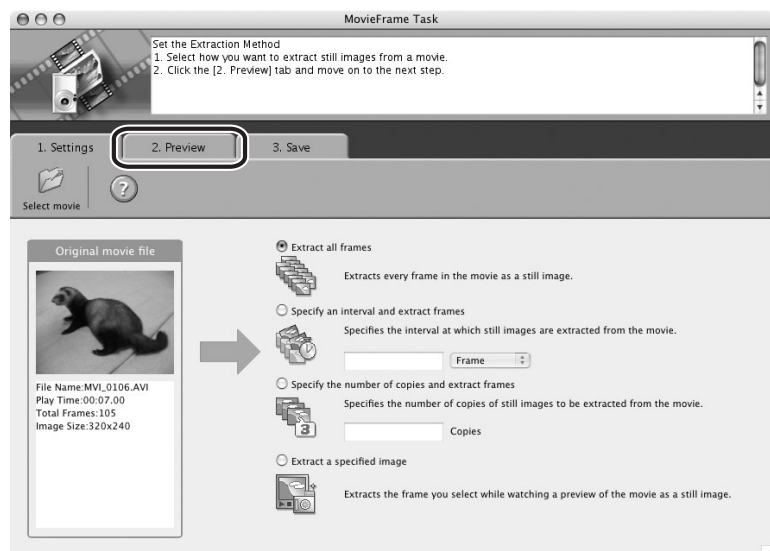 MovieFrame Task
Set the Extraction Method
1. Select how you want to extract still images from a movie.
2. Click the [2. Preview] tab and move on to the next step.
1. Settings
2. Preview
3. Save
Select movie
?
Original movie file
File Name:MVI_0106.AVI
Play Time:00:07.00
Total Frames:105
Image Size:320x240
Extract all frames
Extracts every frame in the movie as a still image.
Specify an interval and extract frames
Specifies the interval at which still images are extracted from the movie.
Frame
Specify the number of copies and extract frames
Specifies the number of copies of still images to be extracted from the movie.
3
Copies
Extract a specified image
Extracts the frame you select while watching a preview of the movie as a still image.